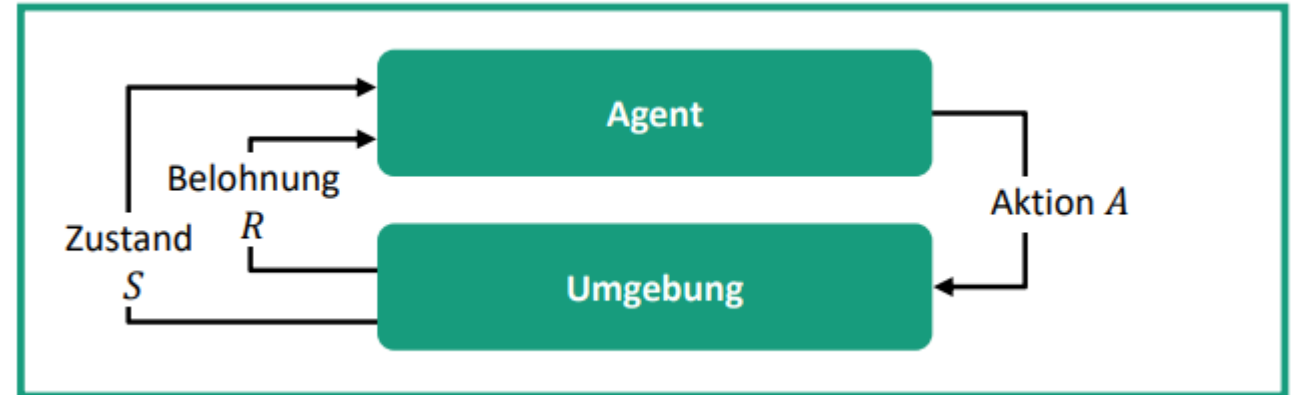 Agent
Belohnung
R
Aktion A
Zustand
S
Umgebung